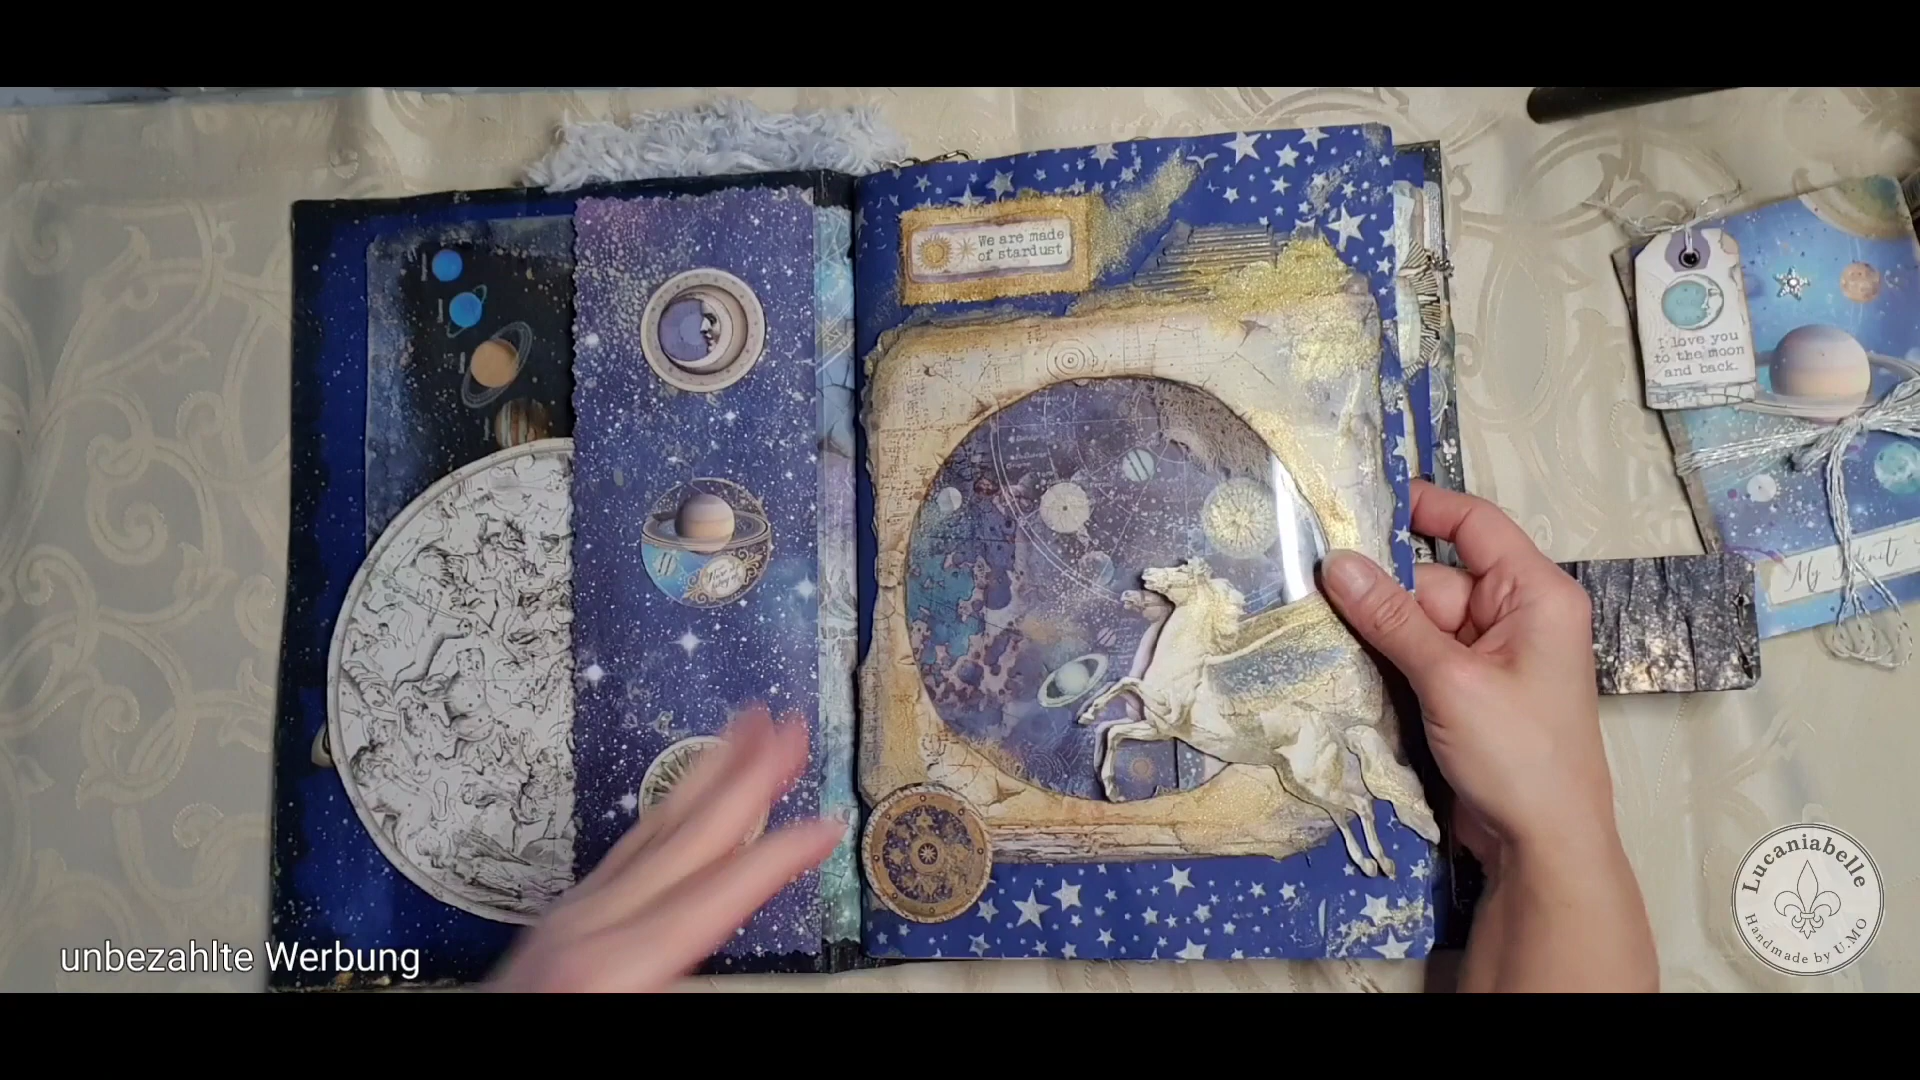 We are made
of stardust
I love you
to the moon
and back.
unbezahlte Werbung
Lucaniabelle
Handmade by U.MO